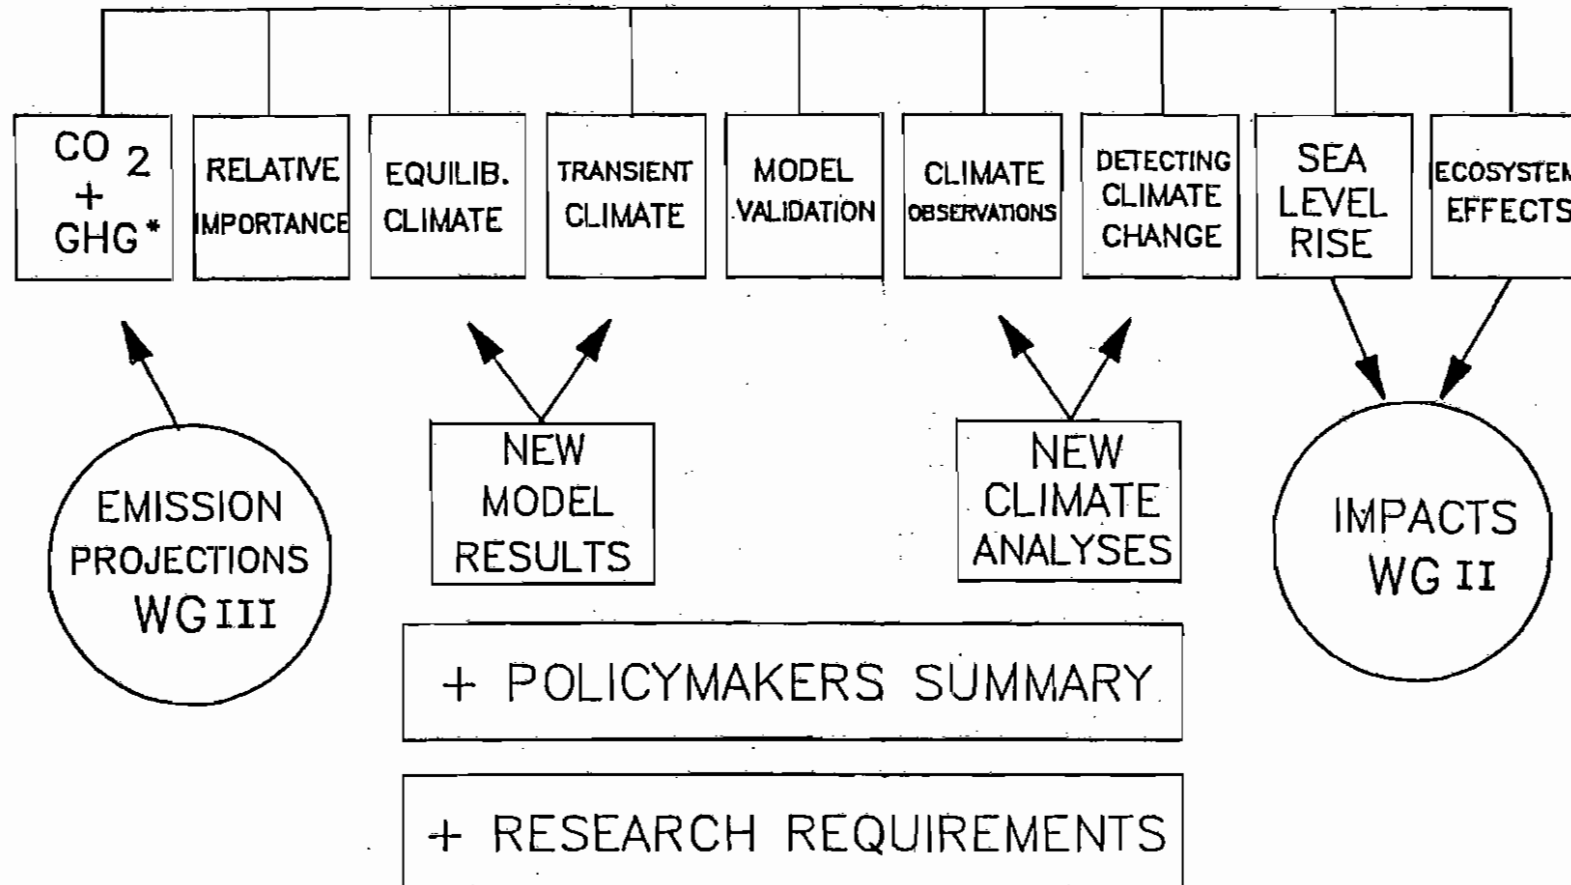 CO 2
+
GHG*
RELATIVE
IMPORTANCE
EQUILIB.
CLIMATE
TRANSIENT
CLIMATE
MODEL
VALIDATION
CLIMATE
OBSERVATIONS
DETECTING
CLIMATE
CHANGE
SEA
LEVEL
RISE
ECOSYSTEM
EFFECTS
EMISSION
PROJECTIONS
WG III
NEW
MODEL
RESULTS
NEW
CLIMATE
ANALYSES
IMPACTS
WG II
+ POLICYMAKERS SUMMARY
+ RESEARCH REQUIREMENTS